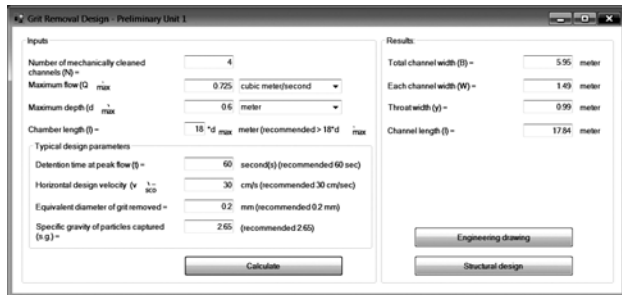 Grit Removal Design - Preliminary Unit 1
Inputs
Number of mechanically cleaned
channels (N) = 4
Maximum flow (Q max 0.725 cubic meter/second
Maximum depth (d max 0.6 meter
Chamber length (l) = 18 *d max meter (recommended > 18*d max
Typical design parameters
Detention time at peak flow (t) = 60 second(s) (recommended 60 sec)
Horizontal design velocity (v sco 30 cm/s (recommended 30 cm/sec)
Equivalent diameter of grit removed = 0.2 mm (recommended 0.2 mm)
Specific gravity of particles captured
(s.g.) = 2.65 (recommended 2.65)
Calculate
Results:
Total channel width (B) = 5.95 meter
Each channel width (W) = 1.49 meter
Throat width (y) = 0.99 meter
Channel length (l) = 17.84 meter
Engineering drawing
Structural design